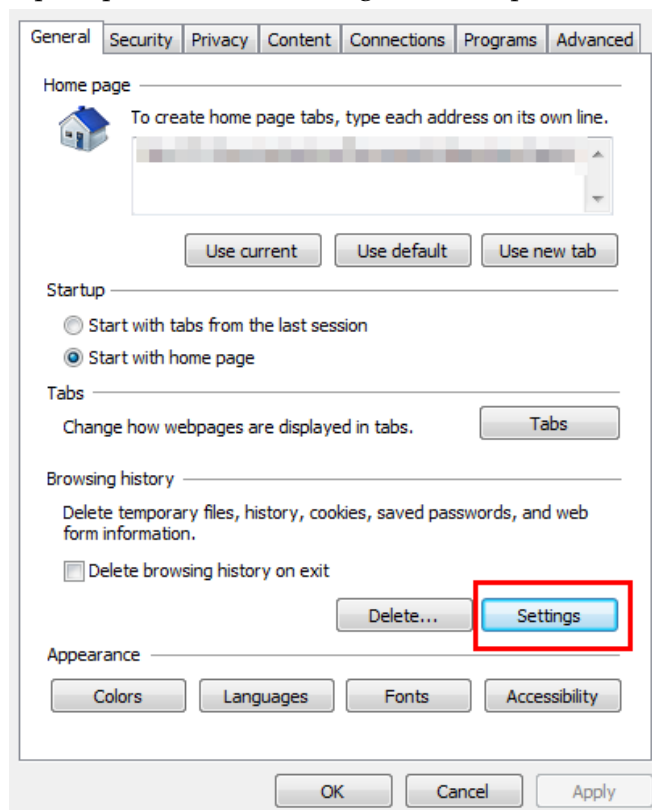 General Security Privacy Content Connections Programs Advanced
Home page
To create home page tabs, type each address on its own line.
Use current Use default Use new tab
Startup
Start with tabs from the last session
Start with home page
Tabs
Change how webpages are displayed in tabs. Tabs
Browsing history
Delete temporary files, history, cookies, saved passwords, and web
form information.
Delete browsing history on exit
Delete... Settings
Appearance
Colors Languages Fonts Accessibility
OK Cancel Apply